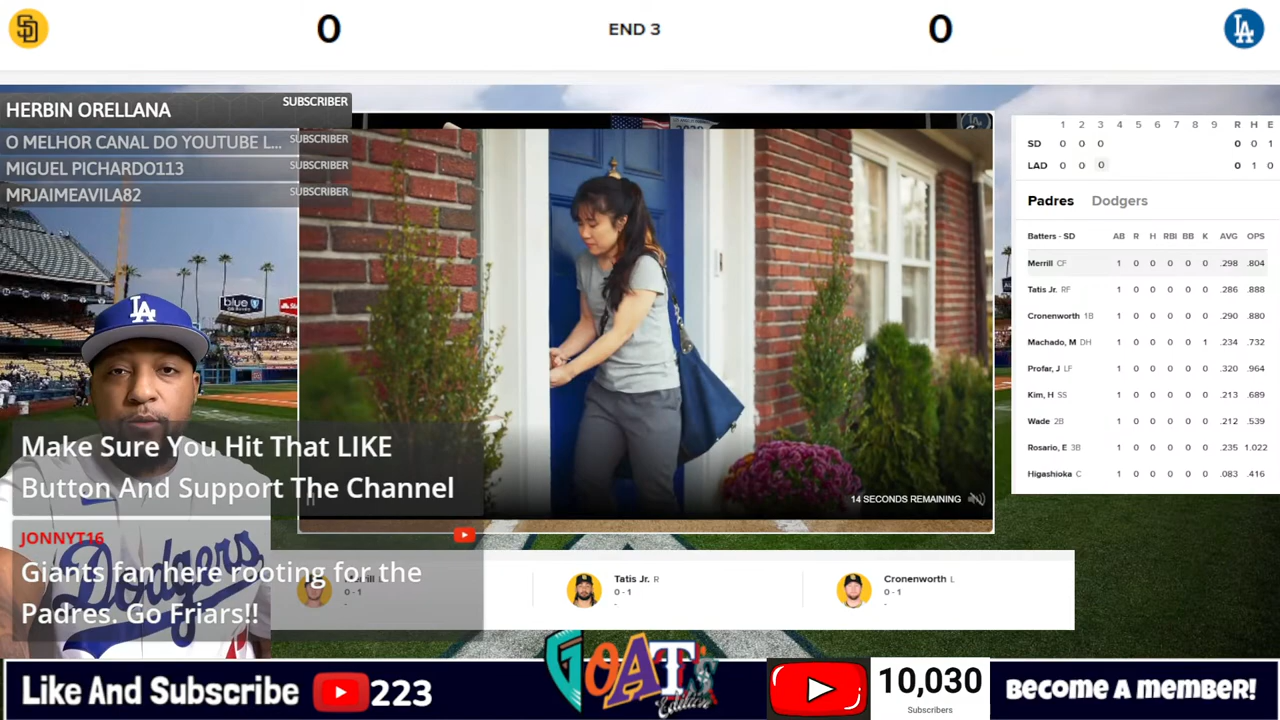 SD
0
END 3
0
LA
HERBIN ORELLANA SUBSCRIBER
O MELHOR CANAL DO YOUTUBE L... SUBSCRIBER
MIGUEL PICHARDO113 SUBSCRIBER
MRJAIMEAVILA82 SUBSCRIBER
LA
blue
Make Sure You Hit That LIKE
Button And Support The Channel
JONNYT16
Giants fan here rooting for the
Padres. Go Friars!!
Dodgers
14 SECONDS REMAINING
1 2 3 4 5 6 7 8 9 R H E
SD 0 0 0 0 0 1
LAD 0 0 0 0 1 0
Padres Dodgers
Batters - SD AB R H RBI BB K AVG OPS
Merrill CF 1 0 0 0 0 0 .298 .804
Tatis Jr. RF 1 0 0 0 0 0 .286 .888
Cronenworth 1B 1 0 0 0 0 0 .290 .880
Machado, M DH 1 0 0 0 0 1 .234 .732
Profar, J LF 1 0 0 0 0 0 .320 .964
Kim, H SS 1 0 0 0 0 0 .213 .689
Wade 2B 1 0 0 0 0 0 .212 .539
Rosario, E 3B 1 0 0 0 0 0 .235 1.022
Higashioka C 1 0 0 0 0 0 .083 .416
0 - 1
Tatis Jr. R
0 - 1
-
Cronenworth L
0 - 1
-
GOAT
Edition
Like And Subscribe 223
10,030
Subscribers
BECOME A MEMBER!